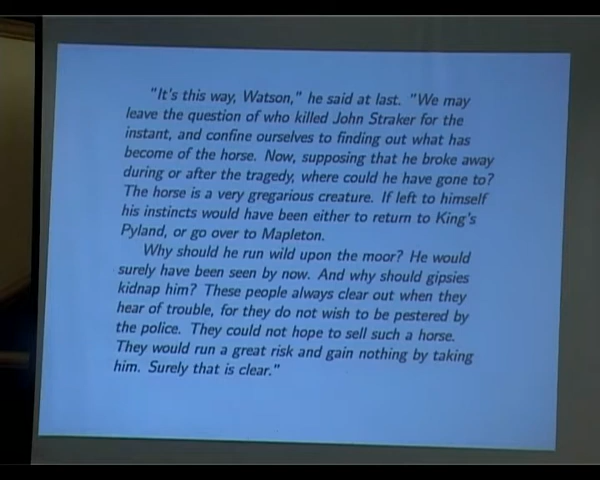 "It's this way, Watson," he said at last. "We may
leave the question of who killed John Straker for the
instant, and confine ourselves to finding out what has
become of the horse. Now, supposing that he broke away
during or after the tragedy, where could he have gone to?
The horse is a very gregarious creature. If left to himself
his instincts would have been either to return to King's
Pyland, or go over to Mapleton.
Why should he run wild upon the moor? He would
surely have been seen by now. And why should gipsies
kidnap him? These people always clear out when they
hear of trouble, for they do not wish to be pestered by
the police. They could not hope to sell such a horse.
They would run a great risk and gain nothing by taking
him. Surely that is clear."